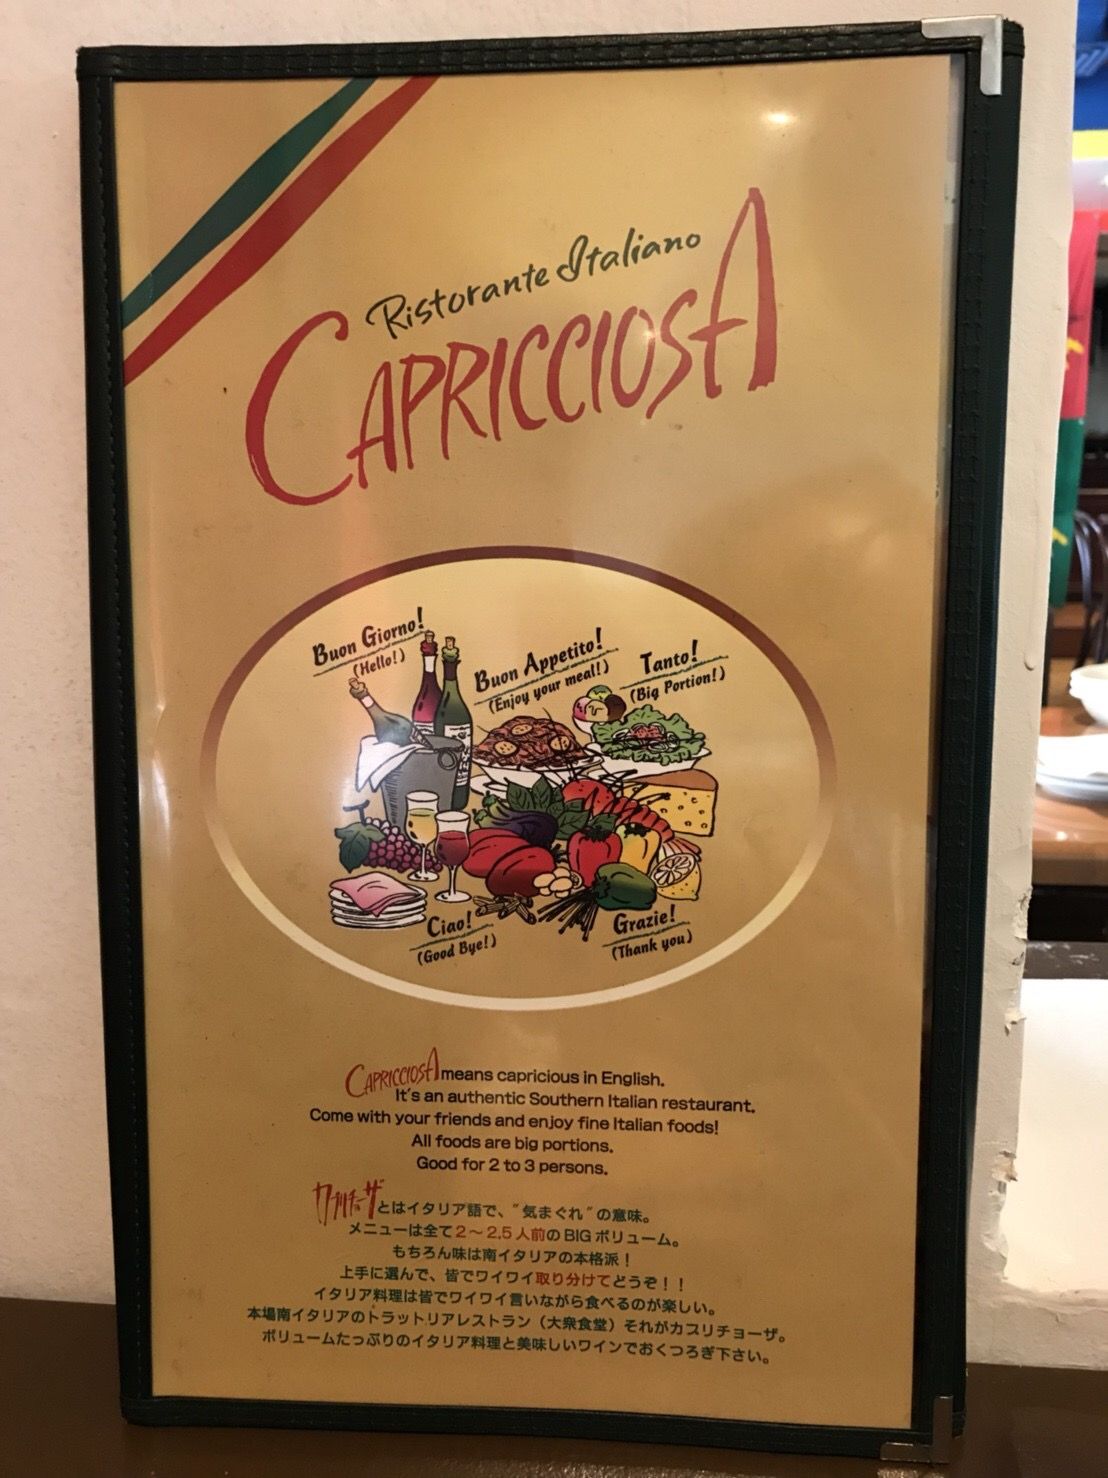 Ristorante Italiano
CAPRICCIOSA
Buon Giorno!
(Hello!)
Buon Appetito!
(Enjoy your meal!)
Tanto!
(Big Portion!)
Ciao!
(Good Bye!)
Grazie!
(Thank you)
CAPRICCIOSA means capricious in English.
It's an authentic Southern Italian restaurant.
Come with your friends and enjoy fine Italian foods!
All foods are big portions.
Good for 2 to 3 persons.
カプリチョーザとはイタリア語で、"気まぐれ"の意味。
メニューは全て2～2.5人前のBIGボリューム。
もちろん味は南イタリアの本格派！
上手に選んで、皆でワイワイ取り分けてどうぞ！！
イタリア料理は皆でワイワイ言いながら食べるのが楽しい。
本場南イタリアのトラットリアレストラン（大衆食堂）それがカプリチョーザ。
ボリュームたっぷりのイタリア料理と美味しいワインでおくつろぎ下さい。